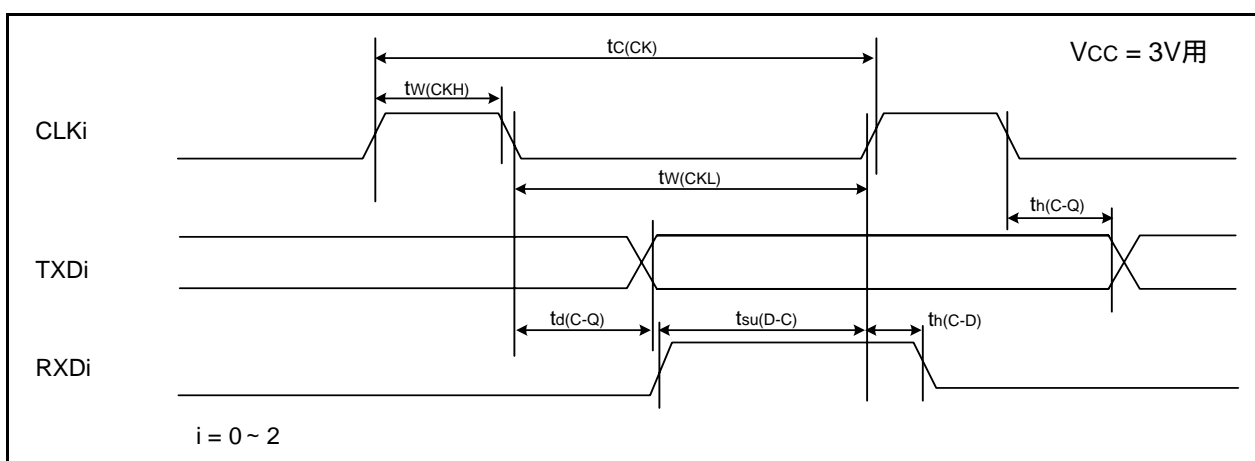 tC(CK)
VCC = 3V用
tW(CKH)
CLKi
tW(CKL)
th(C-Q)
TXDi
td(C-Q)
tsu(D-C)
th(C-D)
RXDi
i = 0 ~ 2